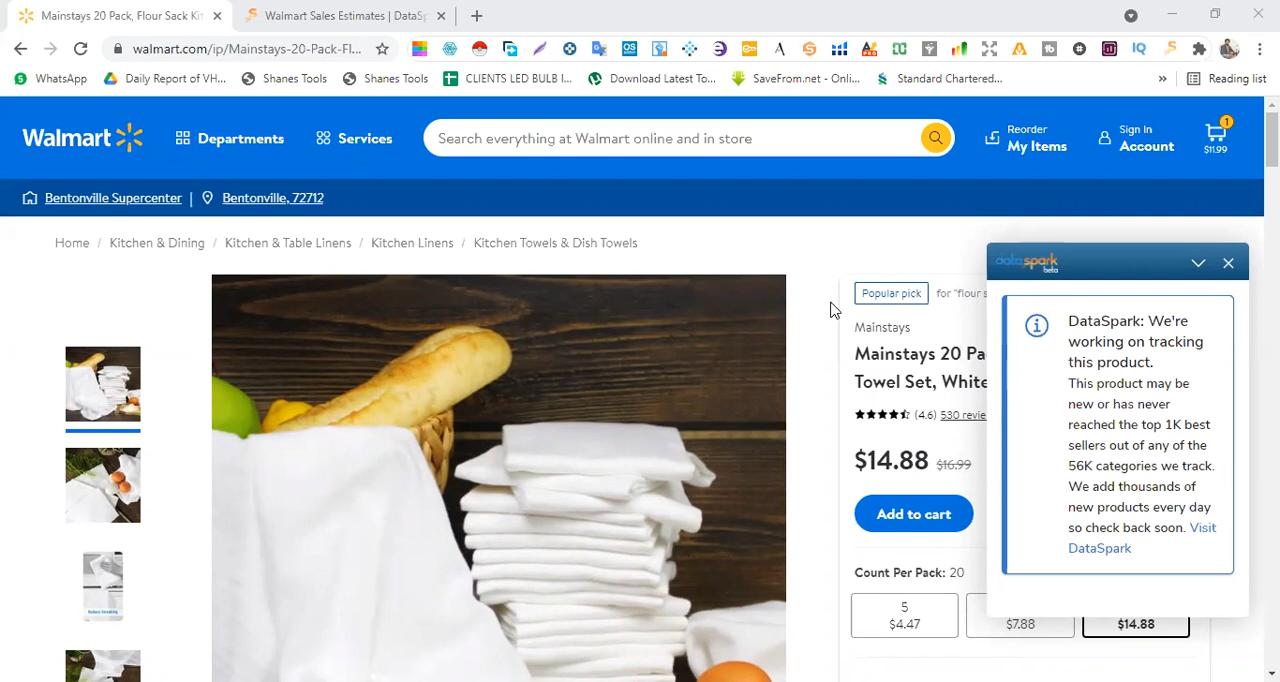 Mainstays 20 Pack, Flour Sack Kit
Walmart Sales Estimates | DataSp
walmart.com/ip/Mainstays-20-Pack-Fl...
WhatsApp
Daily Report of VH...
Shanes Tools
Shanes Tools
CLIENTS LED BULB I...
Download Latest To...
SaveFrom.net - Onli...
Standard Chartered...
»
Reading list
Walmart
Departments
Services
Search everything at Walmart online and in store
Reorder
My Items
Sign In
Account
1
$11.99
Bentonville Supercenter
Bentonville, 72712
Home / Kitchen & Dining / Kitchen & Table Linens / Kitchen Linens / Kitchen Towels & Dish Towels
Popular pick for "flour s
Mainstays
Mainstays 20 Pa
Towel Set, White
(4.6) 530 revie
$14.88 $16.99
Add to cart
Count Per Pack: 20
5
$4.47
$7.88
$14.88
dataspark
beta
DataSpark: We're
working on tracking
this product.
This product may be
new or has never
reached the top 1K best
sellers out of any of the
56K categories we track.
We add thousands of
new products every day
so check back soon. Visit
DataSpark